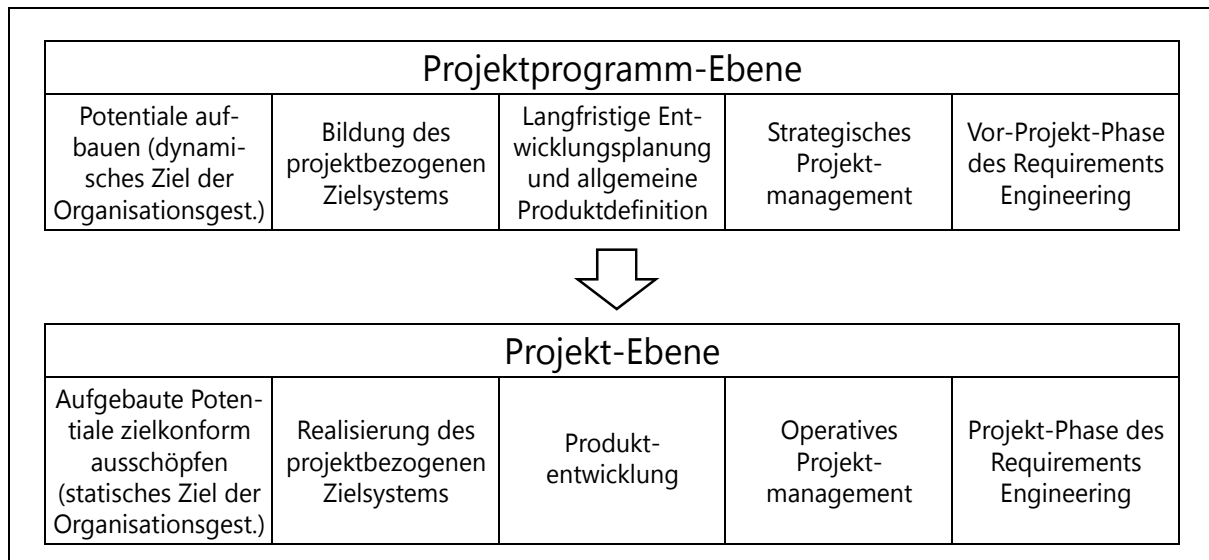 Projektprogramm-Ebene
Potentiale auf-
bauen (dynami-
sches Ziel der
Organisationsgest.)
Bildung des
projektbezogenen
Zielsystems
Langfristige Ent-
wicklungsplanung
und allgemeine
Produktdefinition
Strategisches
Projekt-
management
Vor-Projekt-Phase
des Requirements
Engineering
Projekt-Ebene
Aufgebaute Poten-
tiale zielkonform
ausschöpfen
(statisches Ziel der
Organisationsgest.)
Realisierung des
projektbezogenen
Zielsystems
Produkt-
entwicklung
Operatives
Projekt-
management
Projekt-Phase des
Requirements
Engineering